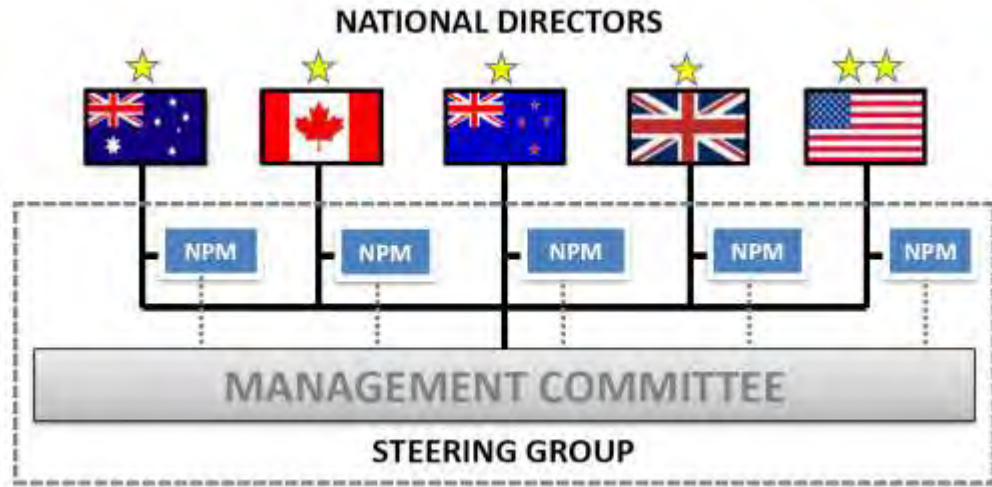 NATIONAL DIRECTORS
NPM NPM NPM NPM NPM
MANAGEMENT COMMITTEE
STEERING GROUP